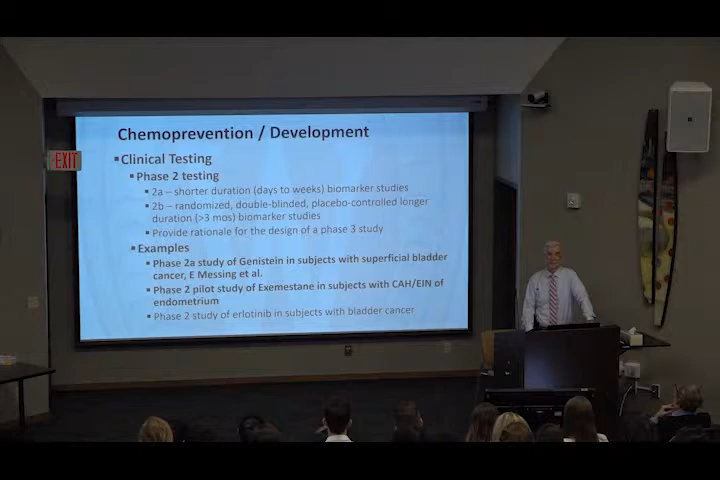 Chemoprevention / Development
▪Clinical Testing
▪ Phase 2 testing
▪ 2a – shorter duration (days to weeks) biomarker studies
▪ 2b – randomized, double-blinded, placebo-controlled longer
duration (>3 mos) biomarker studies
▪ Provide rationale for the design of a phase 3 study
▪ Examples
▪ Phase 2a study of Genistein in subjects with superficial bladder
cancer, E Messing et al.
▪ Phase 2 pilot study of Exemestane in subjects with CAH/EIN of
endometrium
▪ Phase 2 study of erlotinib in subjects with bladder cancer
EXIT